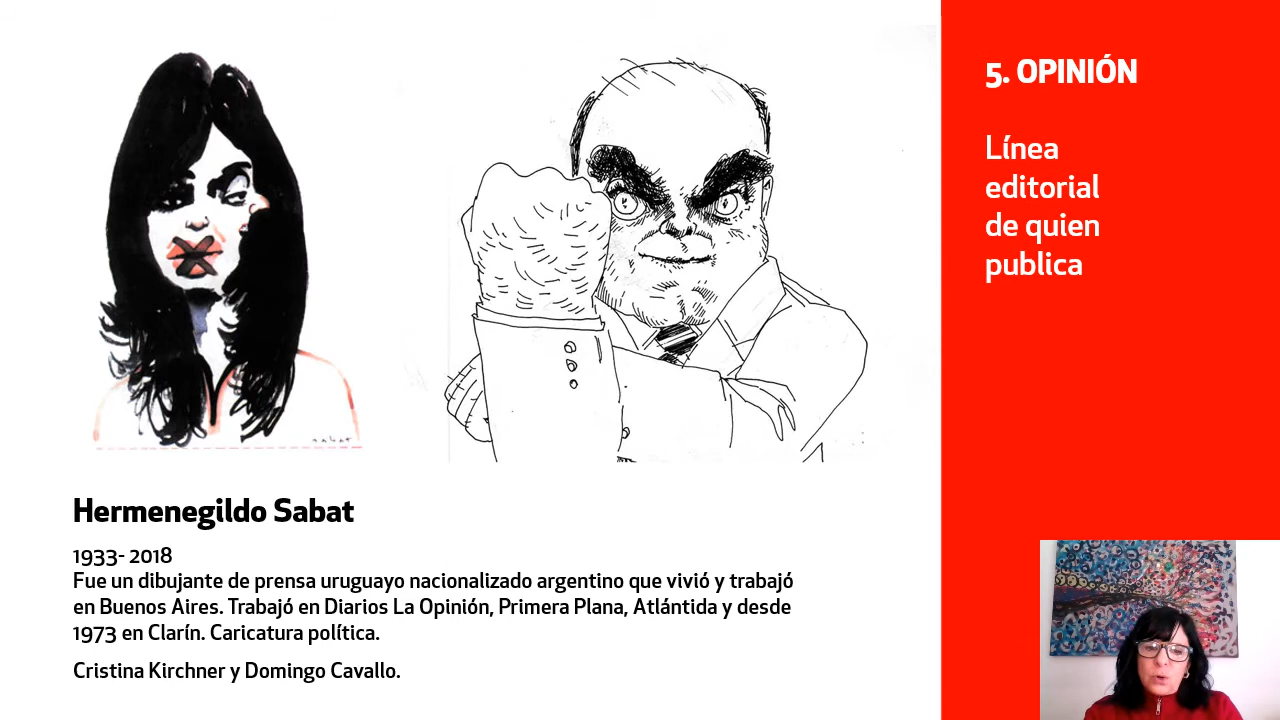 5. OPINIÓN
Línea
editorial
de quien
publica
sabat
Hermenegildo Sabat
1933- 2018
Fue un dibujante de prensa uruguayo nacionalizado argentino que vivió y trabajó
en Buenos Aires. Trabajó en Diarios La Opinión, Primera Plana, Atlántida y desde
1973 en Clarín. Caricatura política.
Cristina Kirchner y Domingo Cavallo.